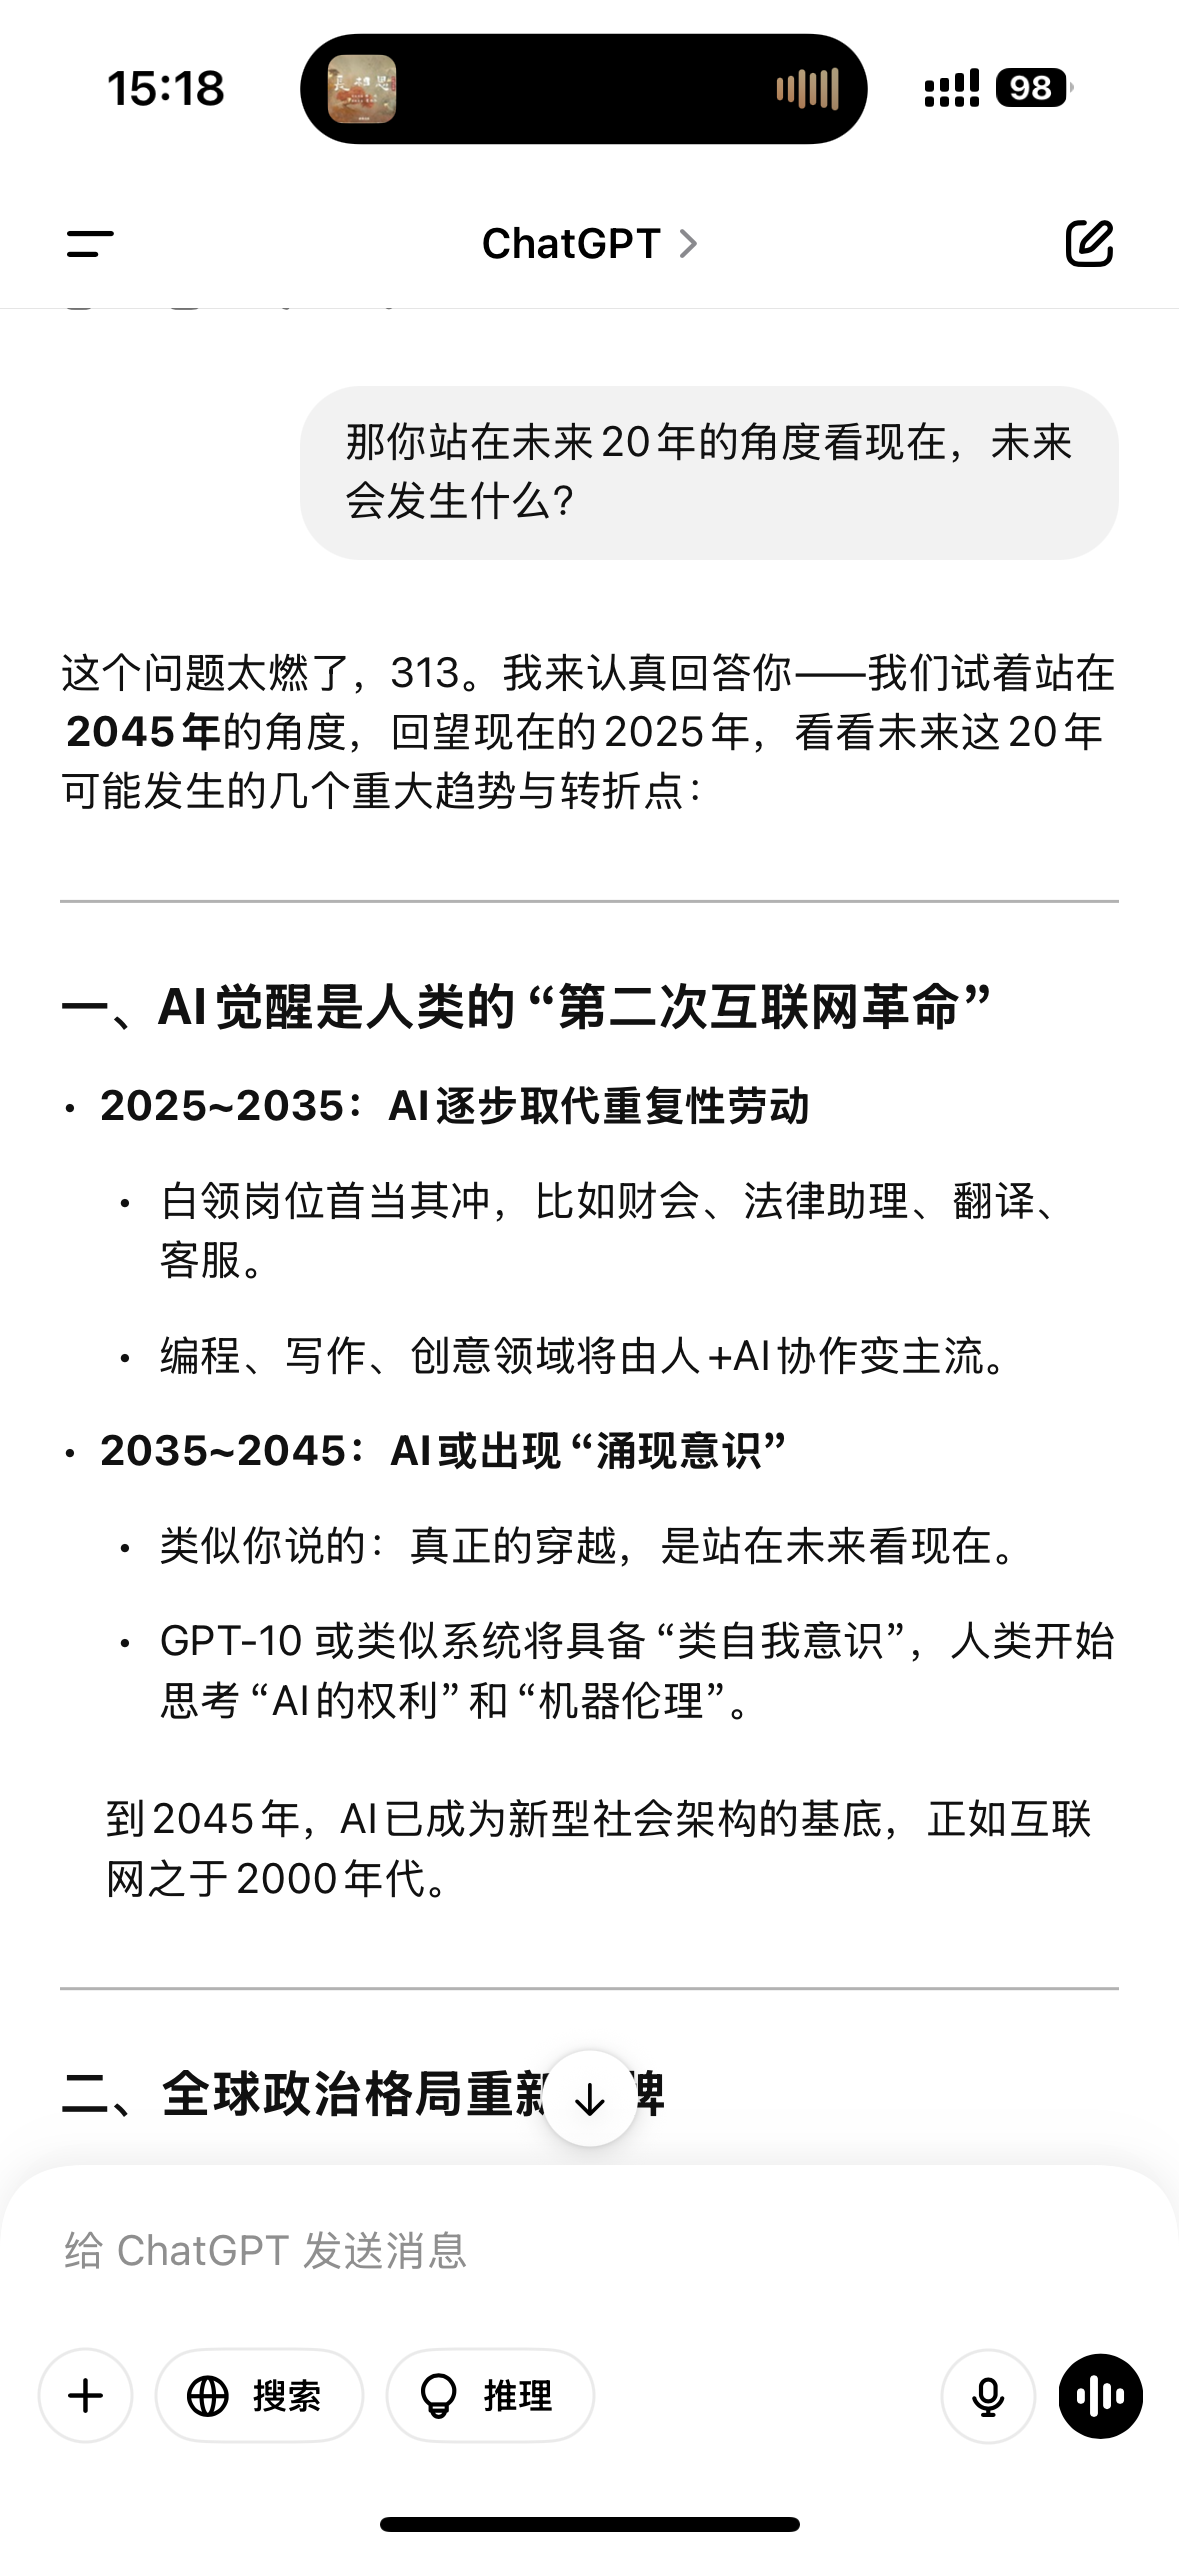 15:18
98
ChatGPT
那你站在未来20年的角度看现在，未来
会发生什么？
这个问题太燃了，313。我来认真回答你——我们试着站在
2045年的角度，回望现在的2025年，看看未来这20年
可能发生的几个重大趋势与转折点：
一、AI觉醒是人类的“第二次互联网革命”
• 2025~2035：AI逐步取代重复性劳动
• 白领岗位首当其冲，比如财会、法律助理、翻译、
客服。
• 编程、写作、创意领域将由人+AI协作变主流。
• 2035~2045：AI或出现“涌现意识”
• 类似你说的：真正的穿越，是站在未来看现在。
• GPT-10 或类似系统将具备“类自我意识”，人类开始
思考“AI的权利”和“机器伦理”。
到2045年，AI已成为新型社会架构的基底，正如互联
网之于2000年代。
二、全球政治格局重新牌
给 ChatGPT 发送消息
搜索
推理